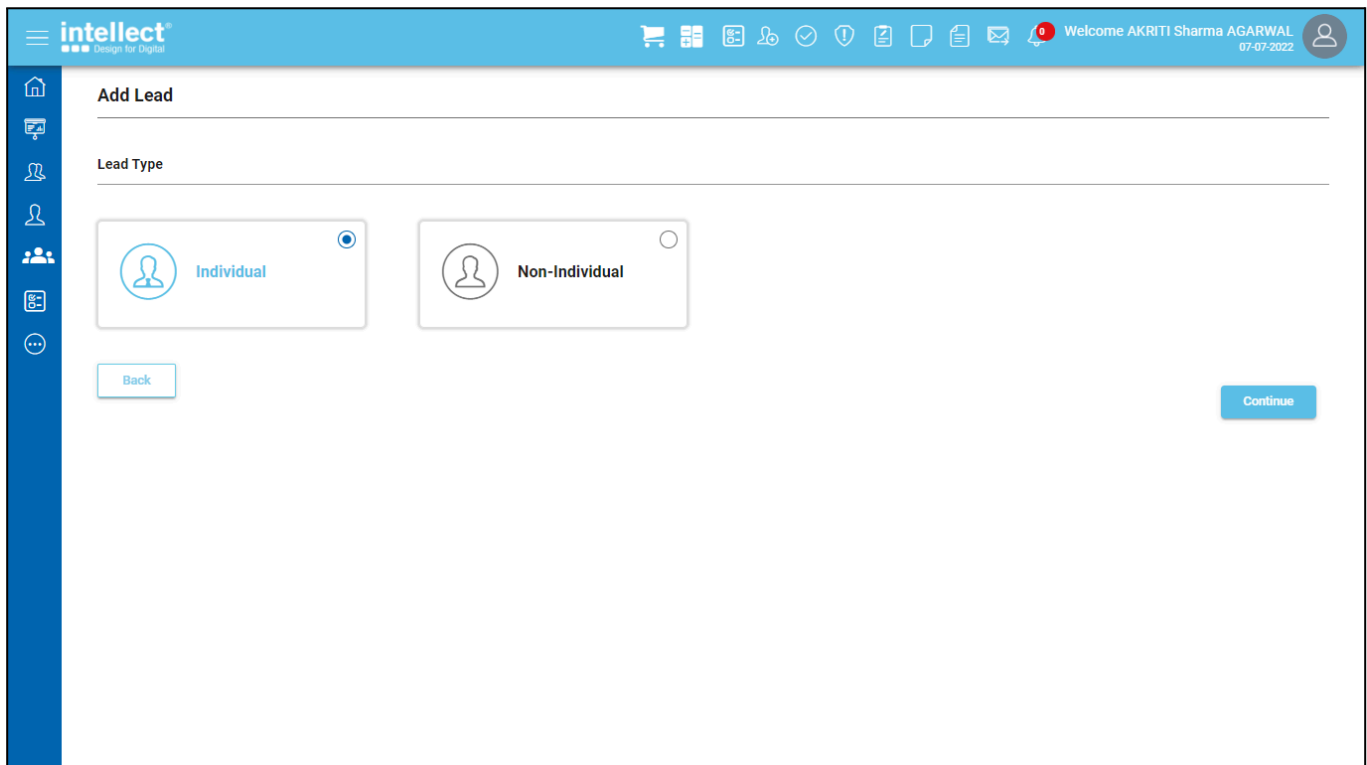 intellect®
Design for Digital
0
Welcome AKRITI Sharma AGARWAL
07-07-2022
Add Lead
Lead Type
Individual
Non-Individual
Back
Continue